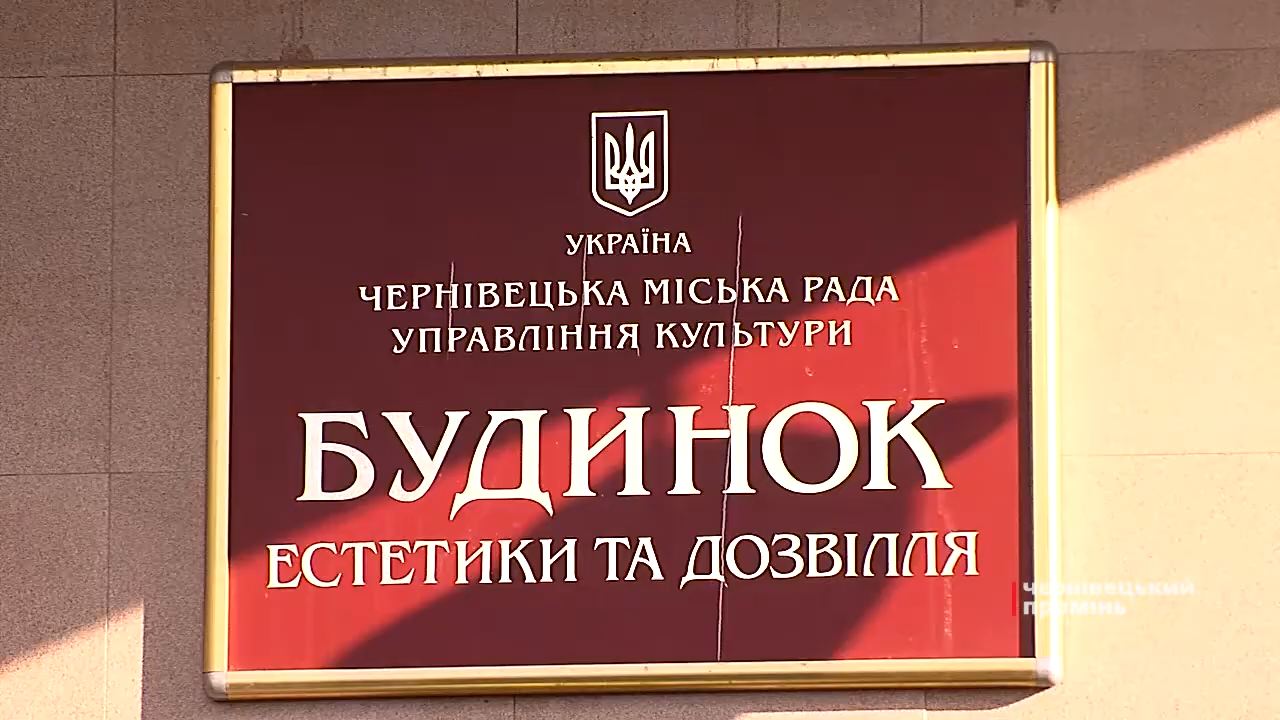 УКРАЇНА
ЧЕРНІВЕЦЬКА МІСЬКА РАДА
УПРАВЛІННЯ КУЛЬТУРИ
БУДИНОК
ЕСТЕТИКИ ТА ДОЗВІЛЛЯ
чернівецький
промінь